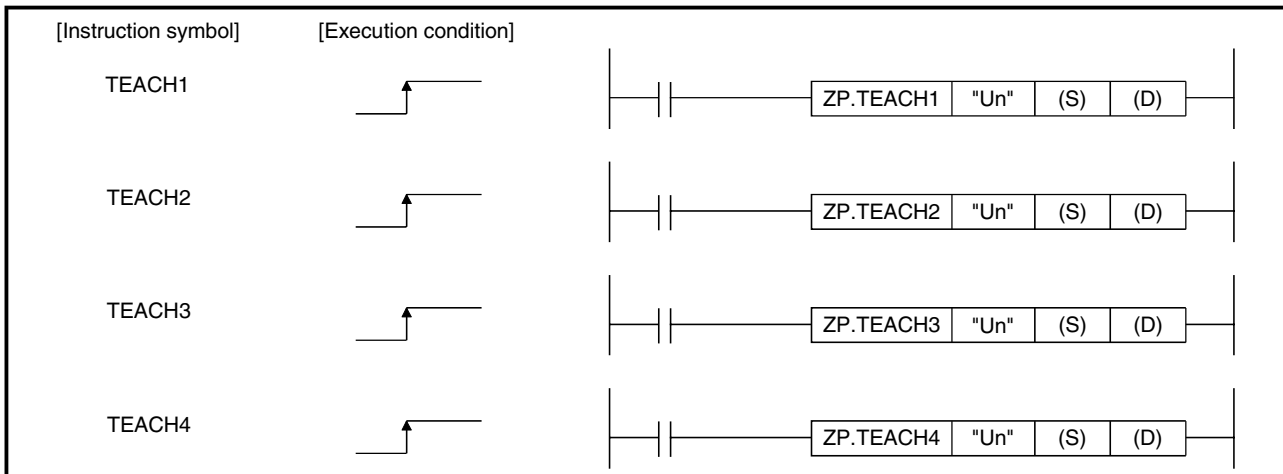 [Instruction symbol] [Execution condition]
TEACH1 ZP.TEACH1 "Un" (S) (D)
TEACH2 ZP.TEACH2 "Un" (S) (D)
TEACH3 ZP.TEACH3 "Un" (S) (D)
TEACH4 ZP.TEACH4 "Un" (S) (D)